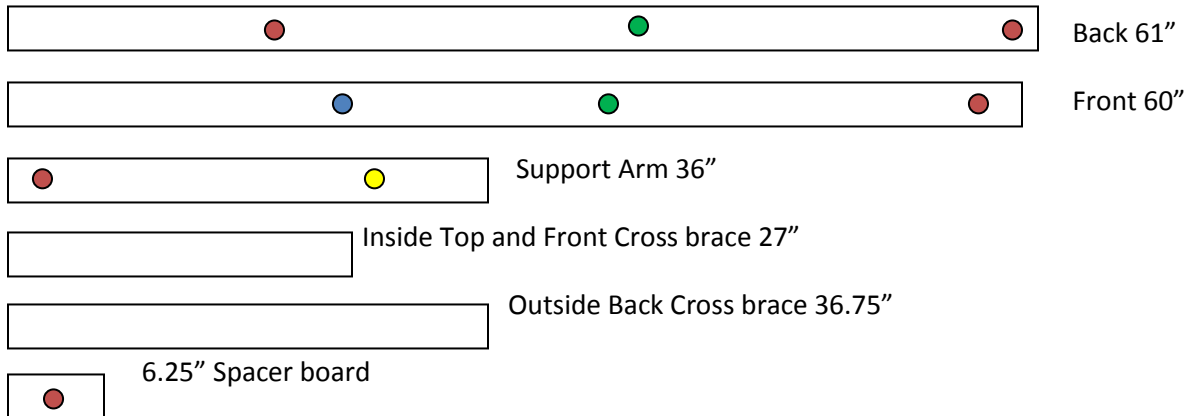 Back 61”
Front 60”
Support Arm 36”
Inside Top and Front Cross brace 27”
Outside Back Cross brace 36.75”
6.25” Spacer board